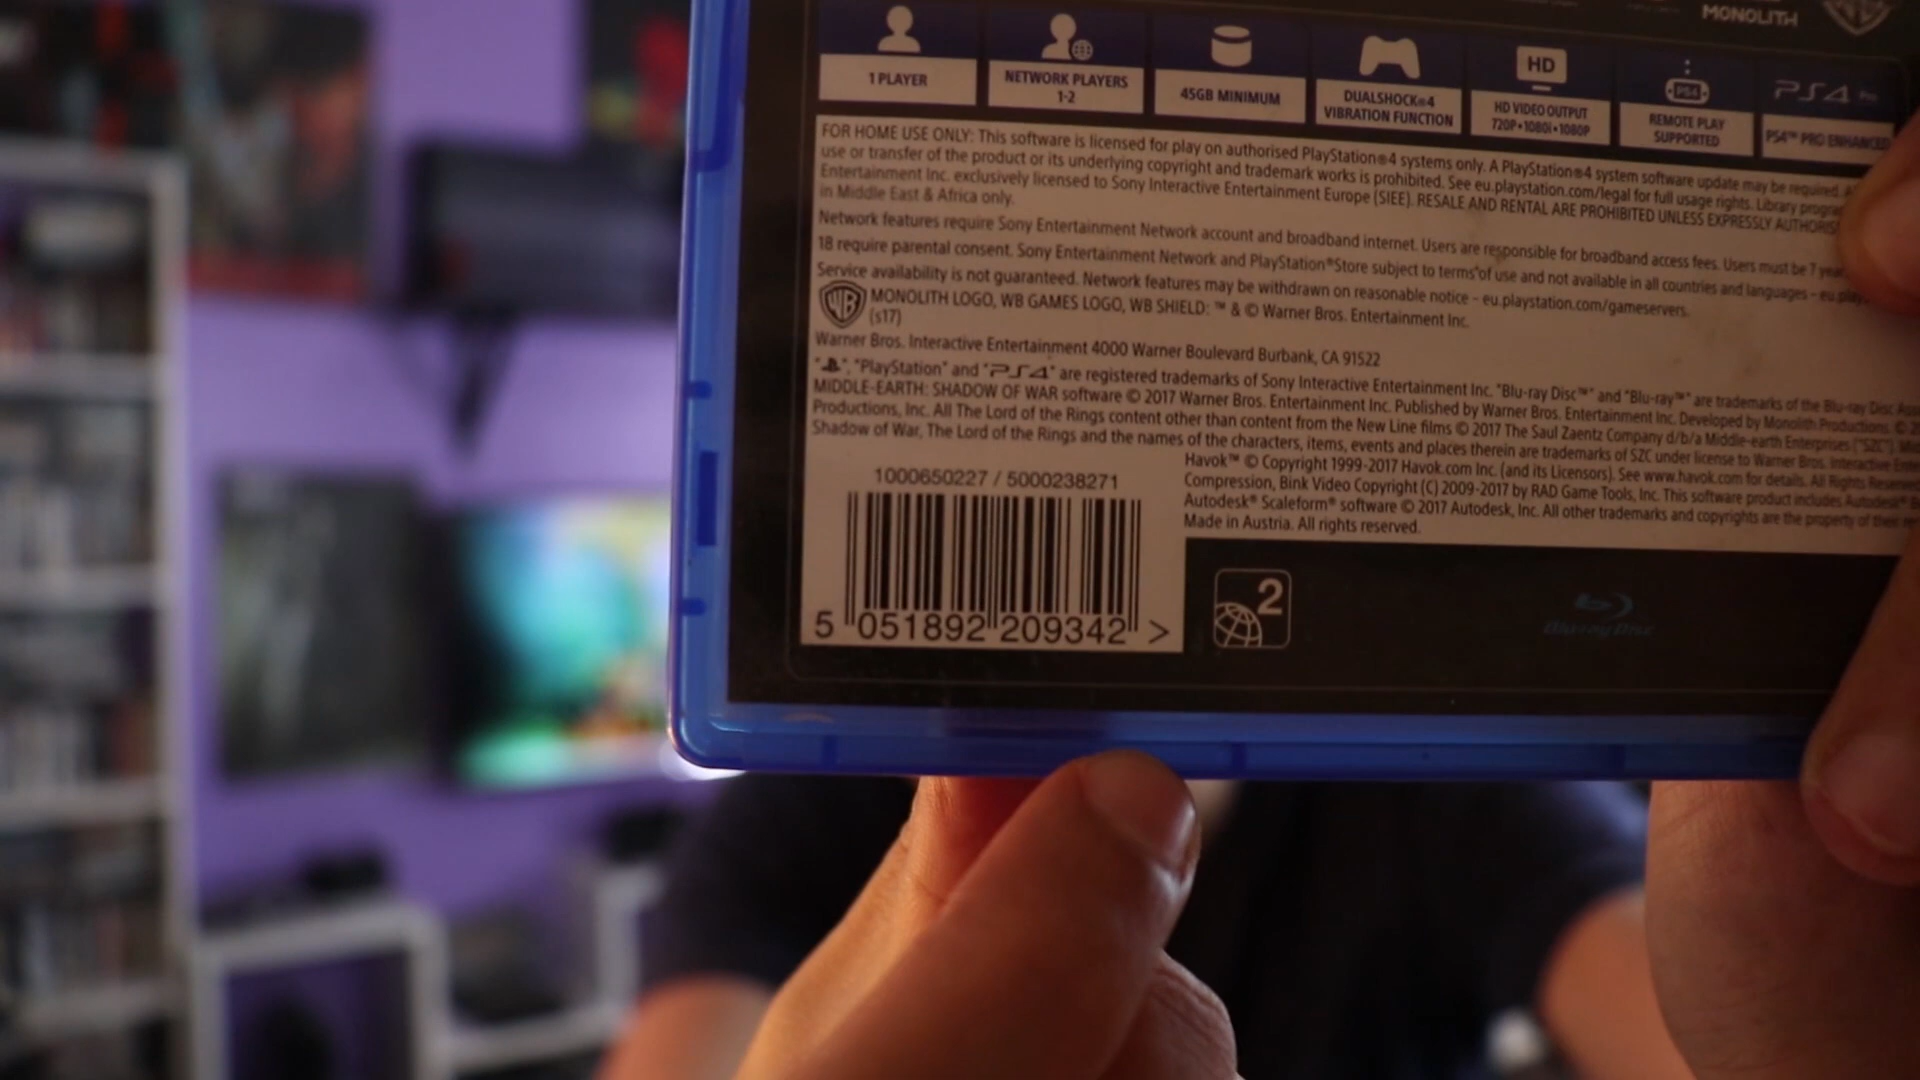 MONOLITH
1 PLAYER
NETWORK PLAYERS
1-2
45GB MINIMUM
DUALSHOCK®4
VIBRATION FUNCTION
HD
HD VIDEO OUTPUT
720P•1080i•1080P
PS4
REMOTE PLAY
SUPPORTED
PS4 Pro
PS4™ PRO ENHANCED
FOR HOME USE ONLY: This software is licensed for play on authorised PlayStation®4 systems only. A PlayStation®4 system software update may be required.
use or transfer of the product or its underlying copyright and trademark works is prohibited. See eu.playstation.com/legal for full usage rights. Library
Entertainment Inc. exclusively licensed to Sony Interactive Entertainment Europe (SIEE). RESALE AND RENTAL ARE PROHIBITED UNLESS EXPRESSLY
in Middle East & Africa only.
Network features require Sony Entertainment Network account and broadband internet. Users are responsible for broadband access fees. Users must be 7
18 require parental consent. Sony Entertainment Network and PlayStation®Store subject to terms of use and not available in all countries and languages -
Service availability is not guaranteed. Network features may be withdrawn on reasonable notice - eu.playstation.com/gameservers.
WB MONOLITH LOGO, WB GAMES LOGO, WB SHIELD: ™ & © Warner Bros. Entertainment Inc.
(s17)
Warner Bros. Interactive Entertainment 4000 Warner Boulevard Burbank, CA 91522
"PlayStation" and "PS4" are registered trademarks of Sony Interactive Entertainment Inc. "Blu-ray Disc™" and "Blu-ray™" are trademarks of the Blu-ray Disc
MIDDLE-EARTH: SHADOW OF WAR software © 2017 Warner Bros. Entertainment Inc. Published by Warner Bros. Entertainment Inc. Developed by Monolith Productions. ©
Productions, Inc. All The Lord of the Rings content other than content from the New Line films © 2017 The Saul Zaentz Company d/b/a Middle-earth Enterprises ("SZC").
Shadow of War, The Lord of the Rings and the names of the characters, items, events and places therein are trademarks of SZC under license to Warner Bros. Interactive
Havok™ © Copyright 1999-2017 Havok.com Inc. (and its Licensors). See www.havok.com for details. All Rights
Compression, Bink Video Copyright (C) 2009-2017 by RAD Game Tools, Inc. This software product includes Autodesk®
Autodesk® Scaleform® software © 2017 Autodesk, Inc. All other trademarks and copyrights are the property of their
Made in Austria. All rights reserved.
1000650227 / 5000238271
5 051892 209342 >
2
Blu-ray Disc